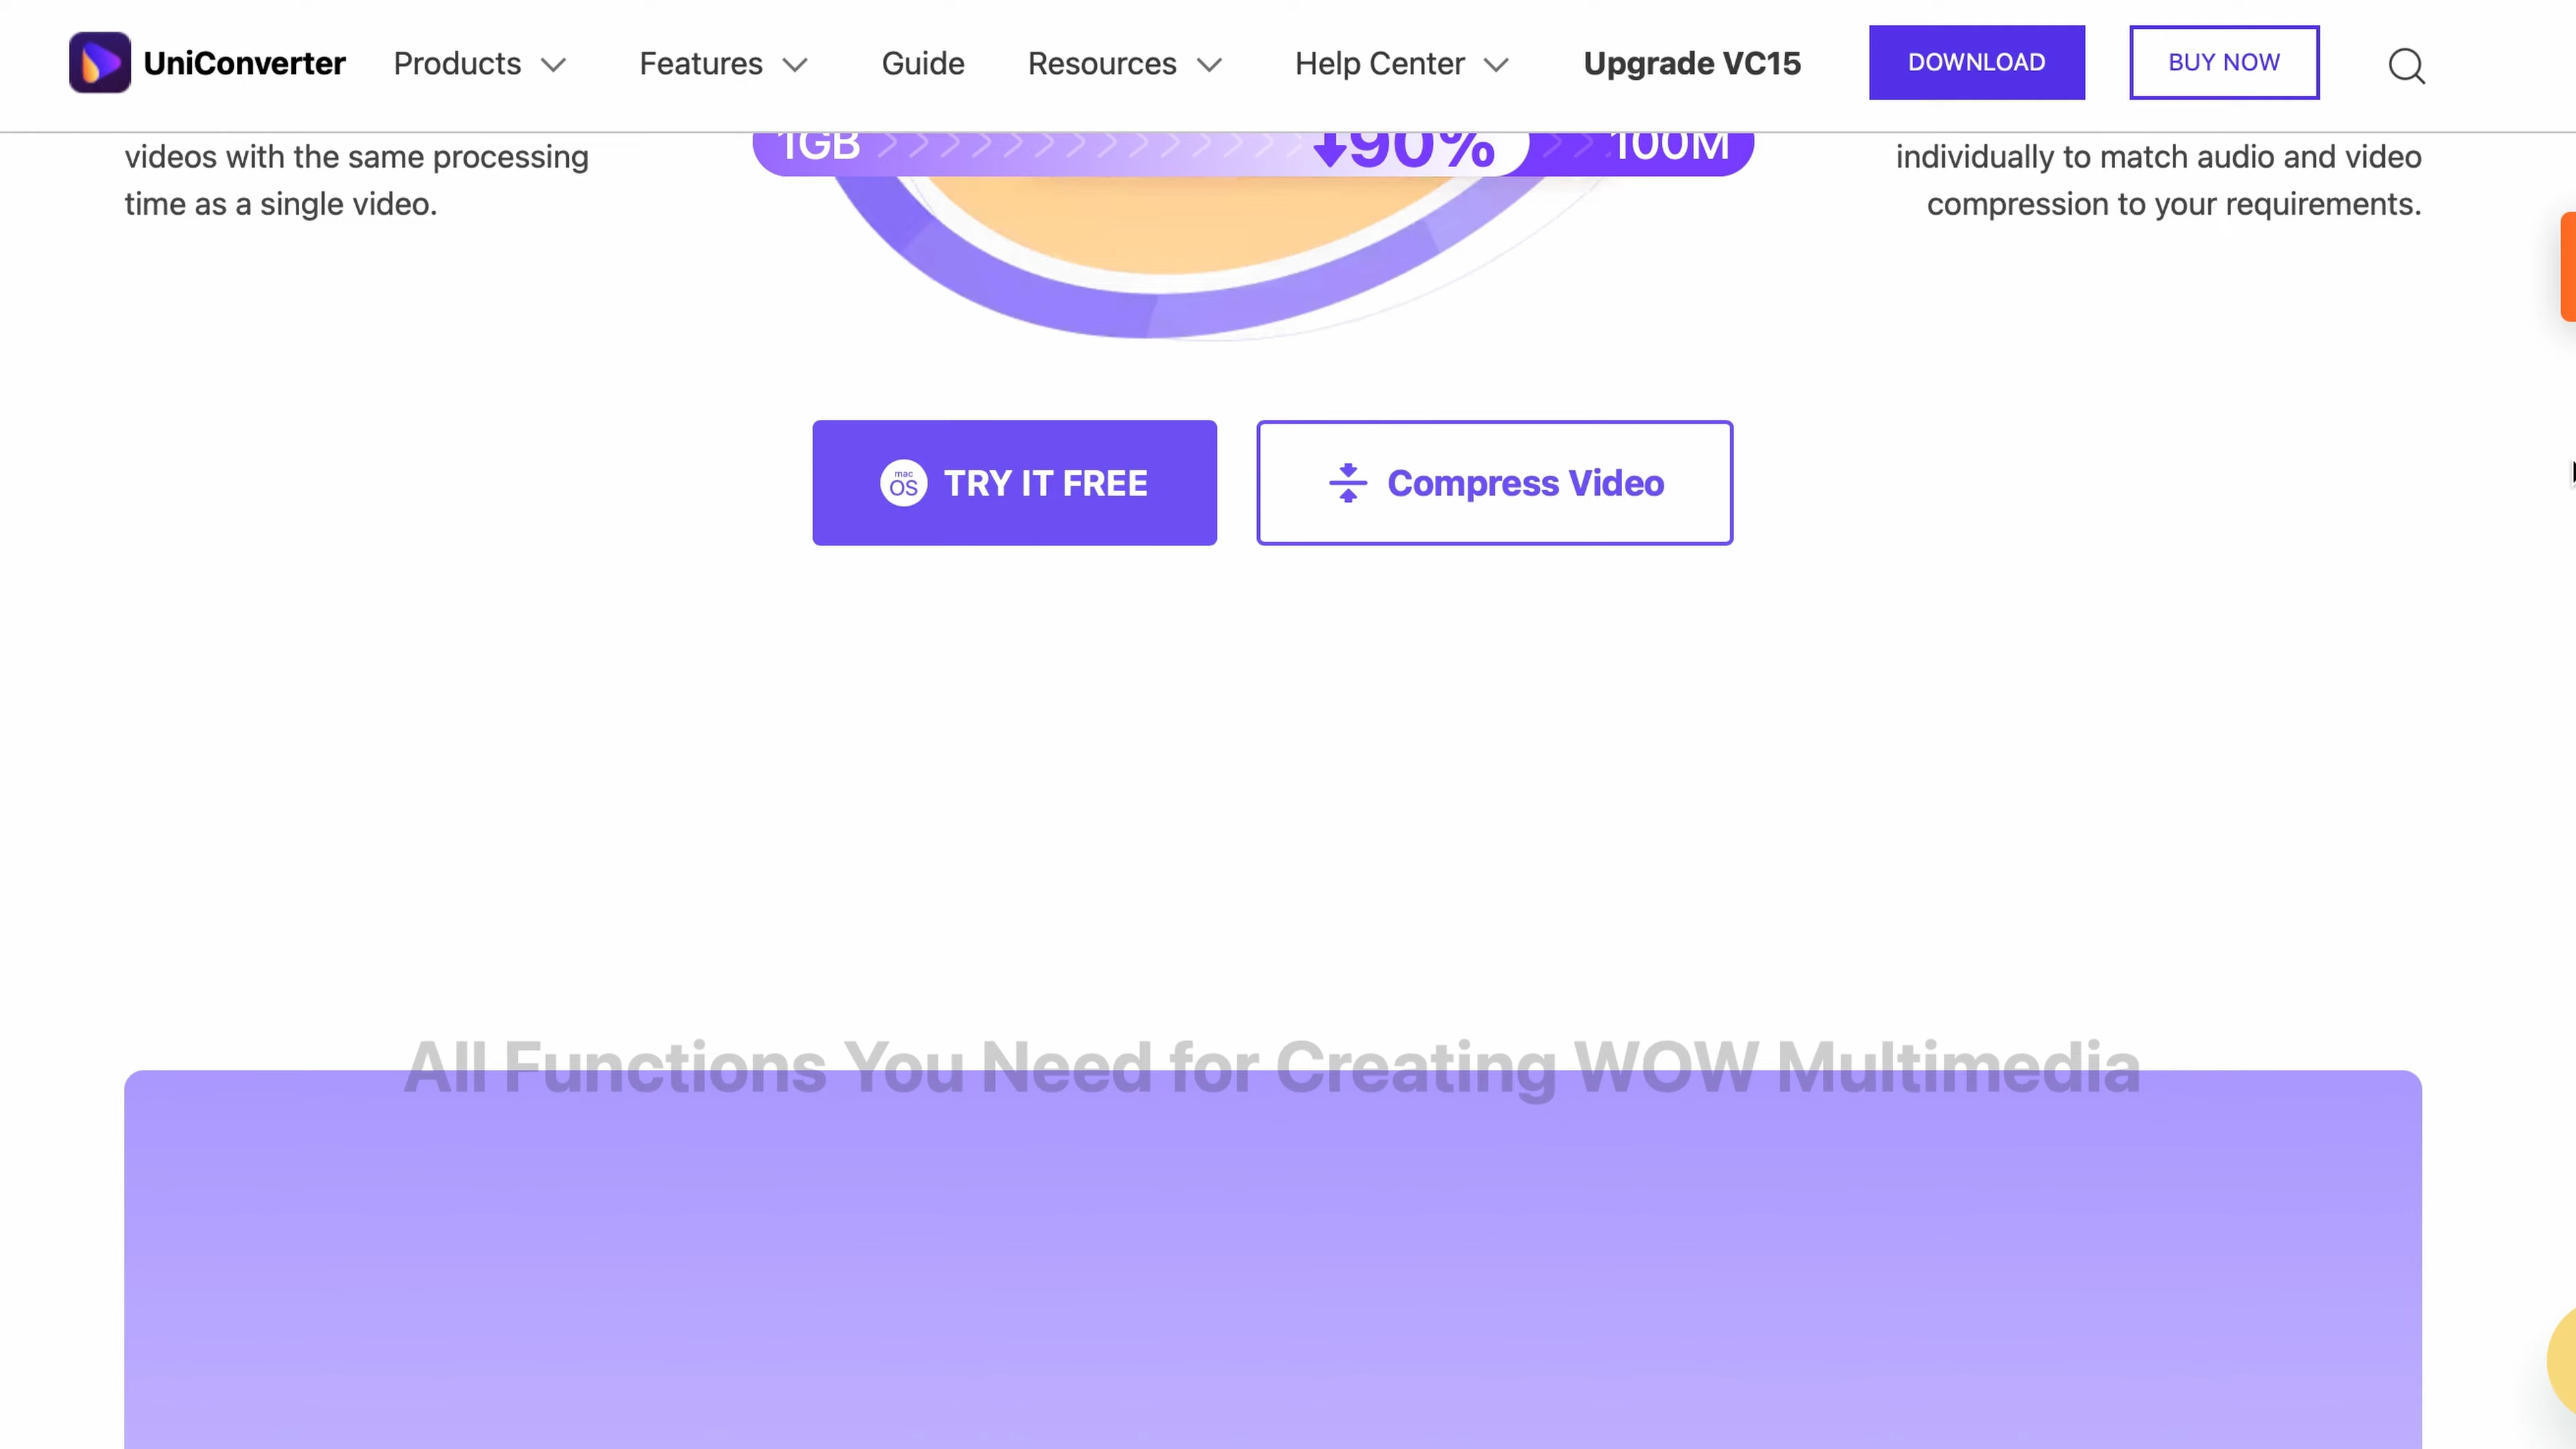 UniConverter Products Features Guide Resources Help Center Upgrade VC15 DOWNLOAD BUY NOW
videos with the same processing
time as a single video.
1GB 90% 100M
individually to match audio and video
compression to your requirements.
mac OS TRY IT FREE
Compress Video
All Functions You Need for Creating WOW Multimedia